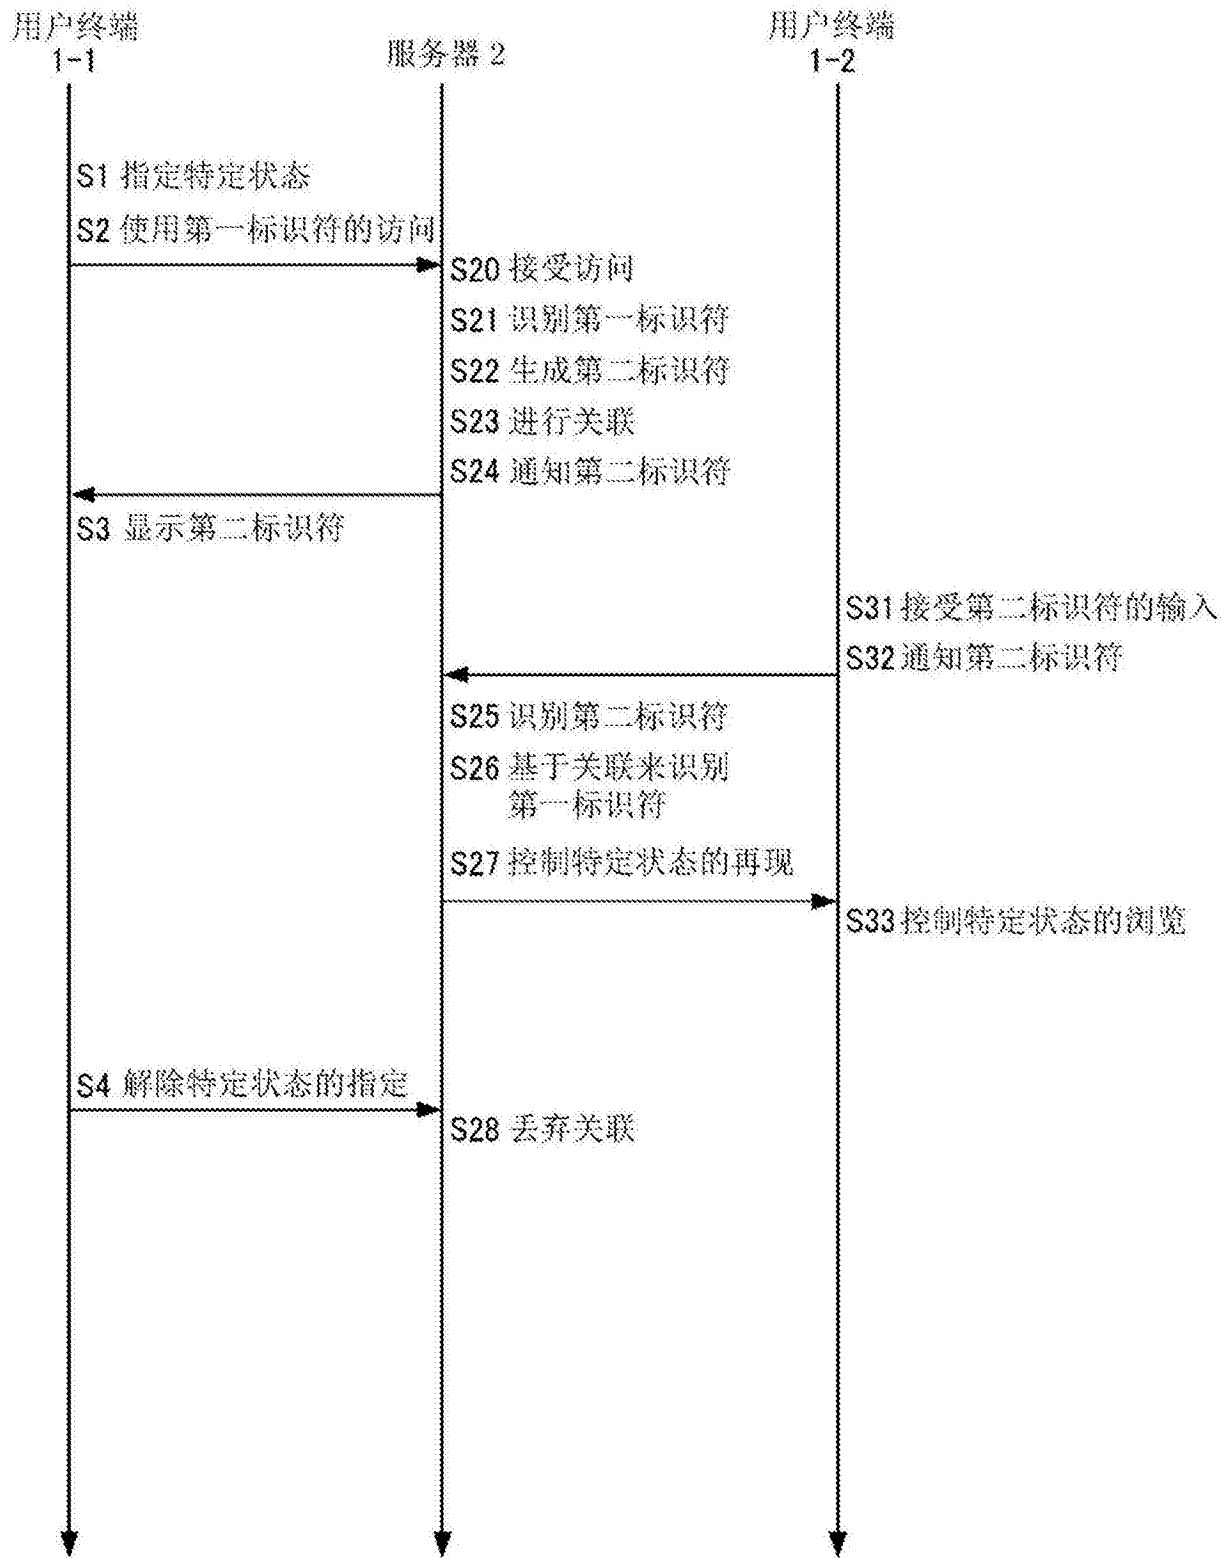 用户终端
1-1
服务器2
用户终端
1-2
S1 指定特定状态
S2 使用第一标识符的访问
S20 接受访问
S21 识别第一标识符
S22 生成第二标识符
S23 进行关联
S24 通知第二标识符
S3 显示第二标识符
S31 接受第二标识符的输入
S32 通知第二标识符
S25 识别第二标识符
S26 基于关联来识别
第一标识符
S27 控制特定状态的再现
S33 控制特定状态的浏览
S4 解除特定状态的指定
S28 丢弃关联